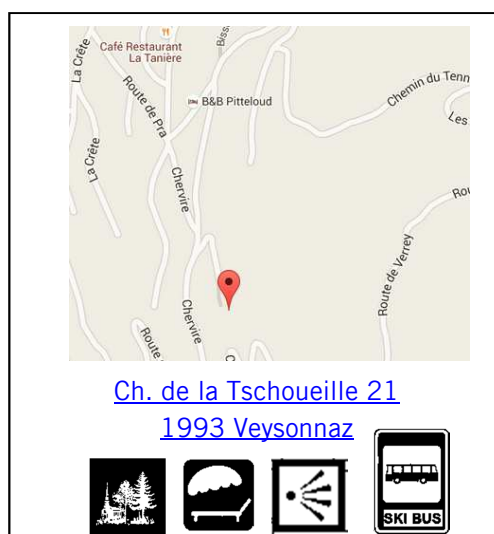 Café Restaurant
La Tanière
Biss
La Crête
Route de Pra
B&B Pitteloud
Chemin du Tenn
Les
La Crête
Chervire
Rou
Route de Verrey
Chervire
Route
C
Ch. de la Tschoueille 21
1993 Veysonnaz
SKI BUS